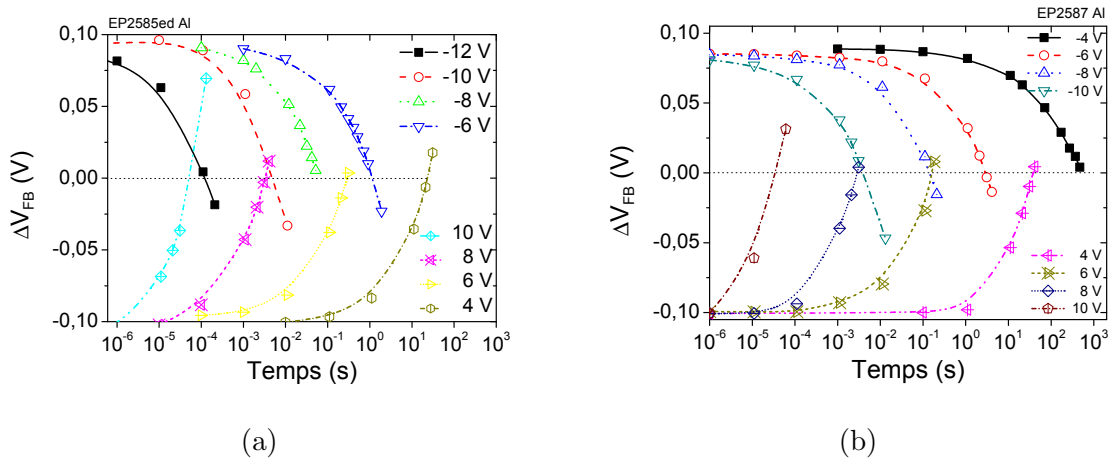 EP2585ed Al
0,10
0,05
0,00
-0,05
-0,10
ΔV_FB (V)
-12 V
-10 V
-8 V
-6 V
10 V
8 V
6 V
4 V
10^-6 10^-5 10^-4 10^-3 10^-2 10^-1 10^0 10^1 10^2 10^3
Temps (s)
(a)
EP2587 Al
0,10
0,05
0,00
-0,05
-0,10
ΔV_FB (V)
-4 V
-6 V
-8 V
-10 V
4 V
6 V
8 V
10 V
10^-6 10^-5 10^-4 10^-3 10^-2 10^-1 10^0 10^1 10^2 10^3
Temps (s)
(b)